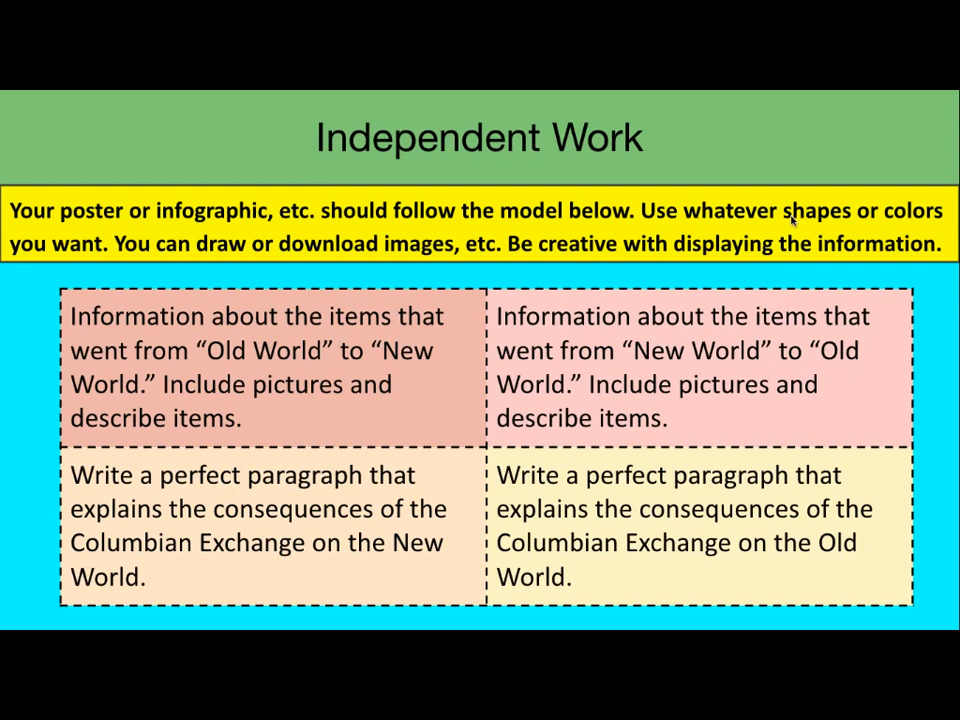 Independent Work
Your poster or infographic, etc. should follow the model below. Use whatever shapes or colors
you want. You can draw or download images, etc. Be creative with displaying the information.
Information about the items that
went from “Old World” to “New
World.” Include pictures and
describe items.
Information about the items that
went from “New World” to “Old
World.” Include pictures and
describe items.
Write a perfect paragraph that
explains the consequences of the
Columbian Exchange on the New
World.
Write a perfect paragraph that
explains the consequences of the
Columbian Exchange on the Old
World.